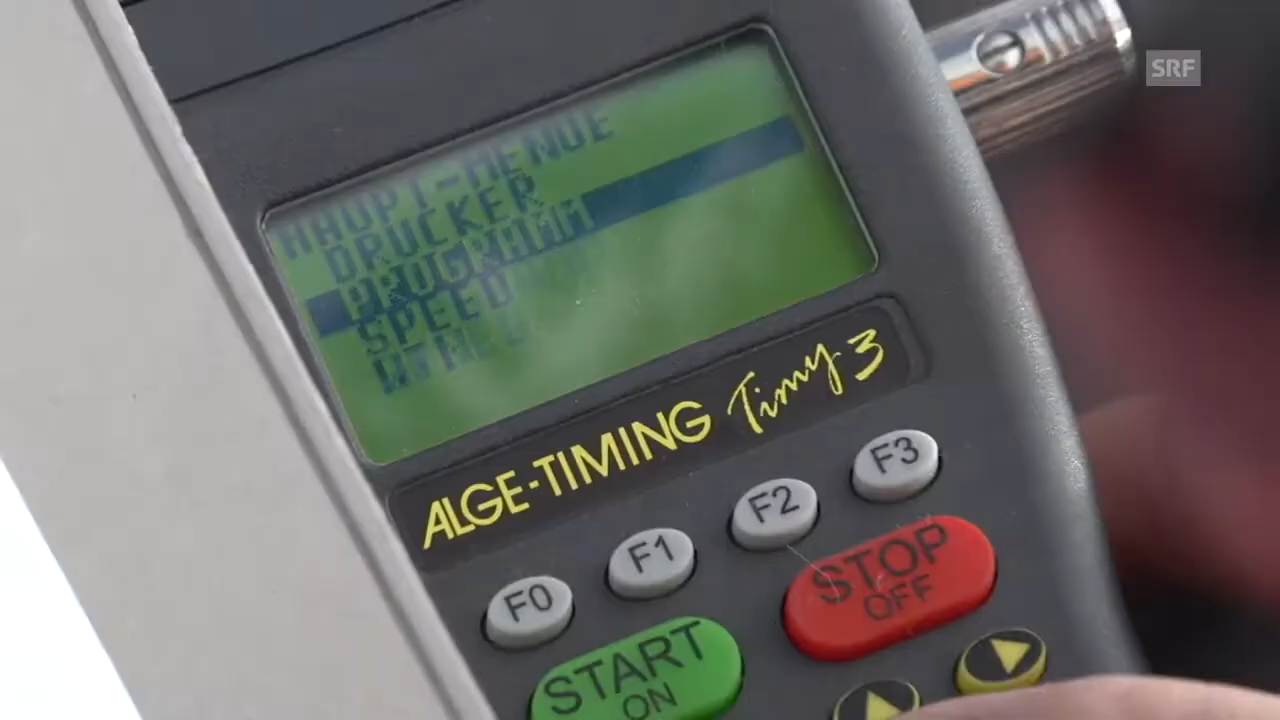 SRF
HAUPT-MENUE
DRUCKER
PROGRAMM
SPEED
ALGE-TIMING Timy 3
F0 F1 F2 F3
STOP
OFF
START
ON